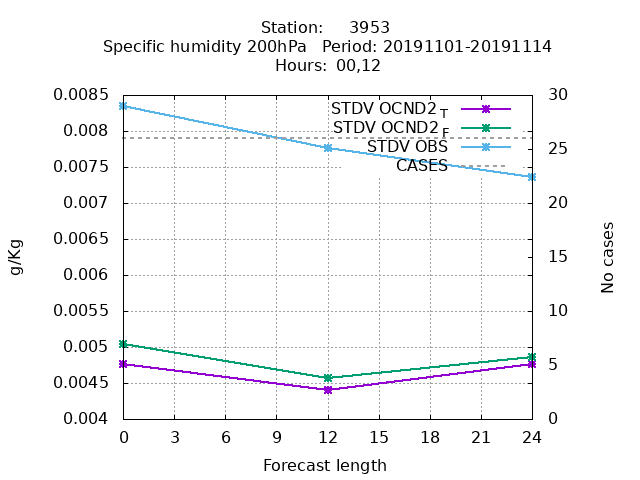 Station: 3953
Specific humidity 200hPa Period: 20191101-20191114
Hours: 00,12
0.0085
0.008
0.0075
0.007
0.0065
0.006
0.0055
0.005
0.0045
0.004
g/Kg
STDV OCND2_T
STDV OCND2_F
STDV OBS
CASES
30
25
20
15
10
5
0
No cases
0 3 6 9 12 15 18 21 24
Forecast length